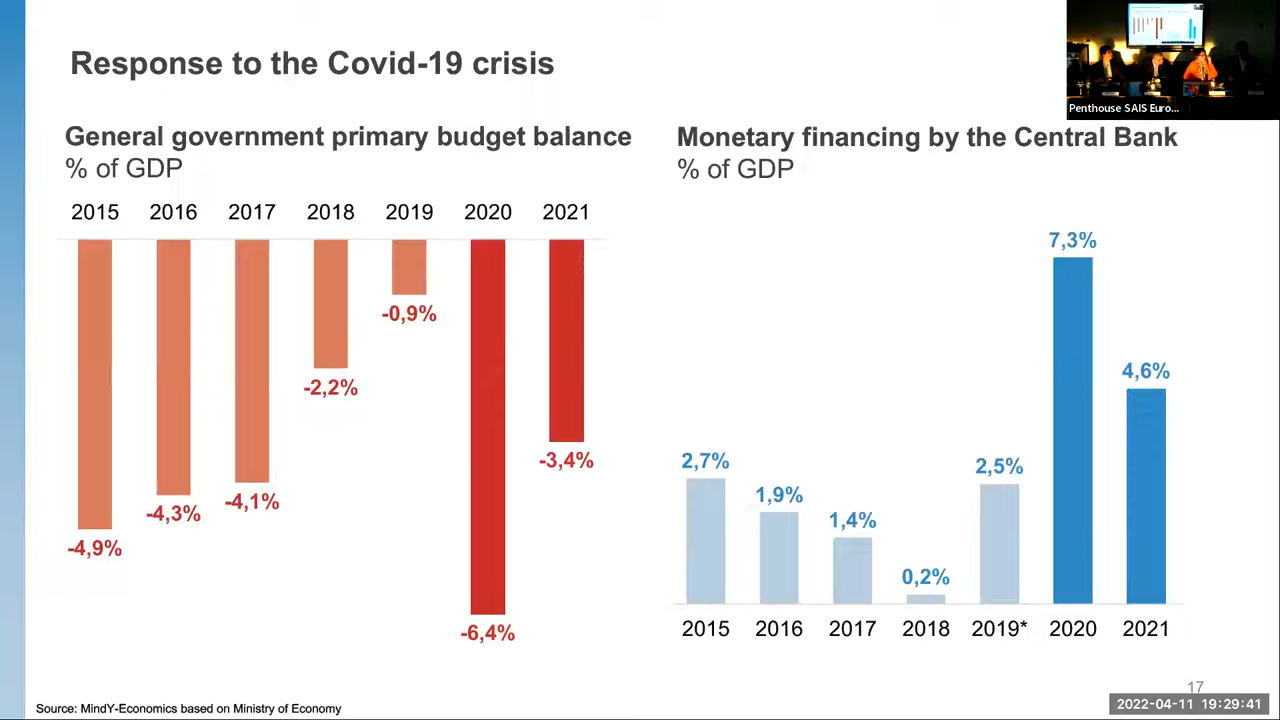 Response to the Covid-19 crisis
Penthouse SAIS Euro...
General government primary budget balance
% of GDP
2015 2016 2017 2018 2019 2020 2021
-4,9%
-4,3%
-4,1%
-2,2%
-0,9%
-6,4%
-3,4%
Monetary financing by the Central Bank
% of GDP
2,7%
1,9%
1,4%
0,2%
2,5%
7,3%
4,6%
2015 2016 2017 2018 2019* 2020 2021
Source: MindY-Economics based on Ministry of Economy
17
2022-04-11 19:29:41